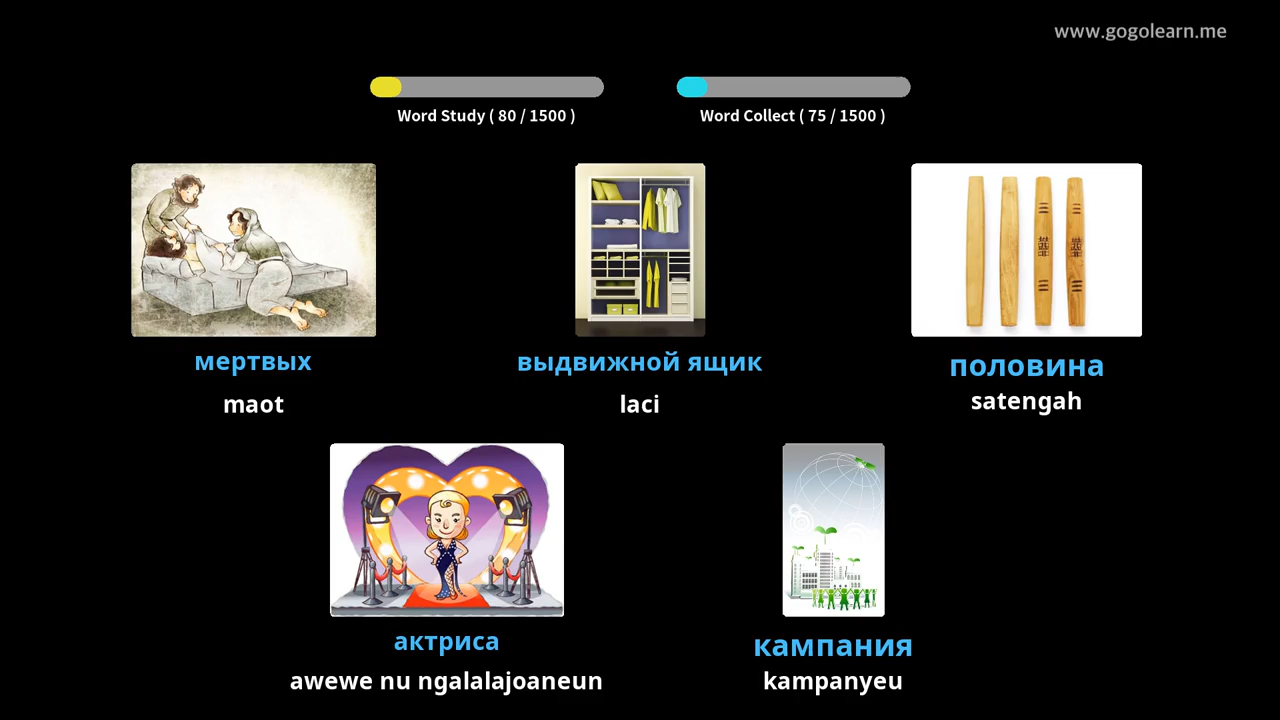 www.gogolearn.me
Word Study ( 80 / 1500 )
Word Collect ( 75 / 1500 )
мертвых
maot
выдвижной ящик
laci
половина
satengah
актриса
awewe nu ngalalajoaneun
кампания
kampanyeu